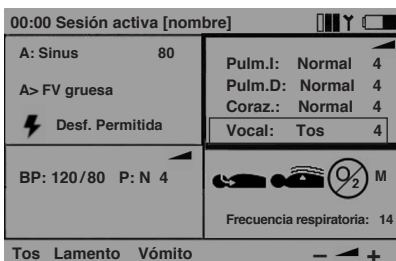 00:00 Sesión activa [nombre]
A: Sinus 80
A> FV gruesa
Desf. Permitida
Pulm.I: Normal 4
Pulm.D: Normal 4
Coraz.: Normal 4
Vocal: Tos 4
BP: 120/80 P: N 4
O2 M
Frecuencia respiratoria: 14
Tos Lamento Vómito − +